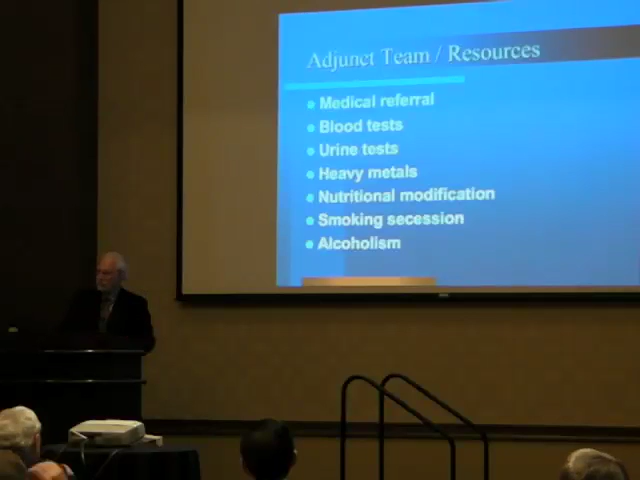 Adjunct Team / Resources
Medical referral
Blood tests
Urine tests
Heavy metals
Nutritional modification
Smoking secession
Alcoholism